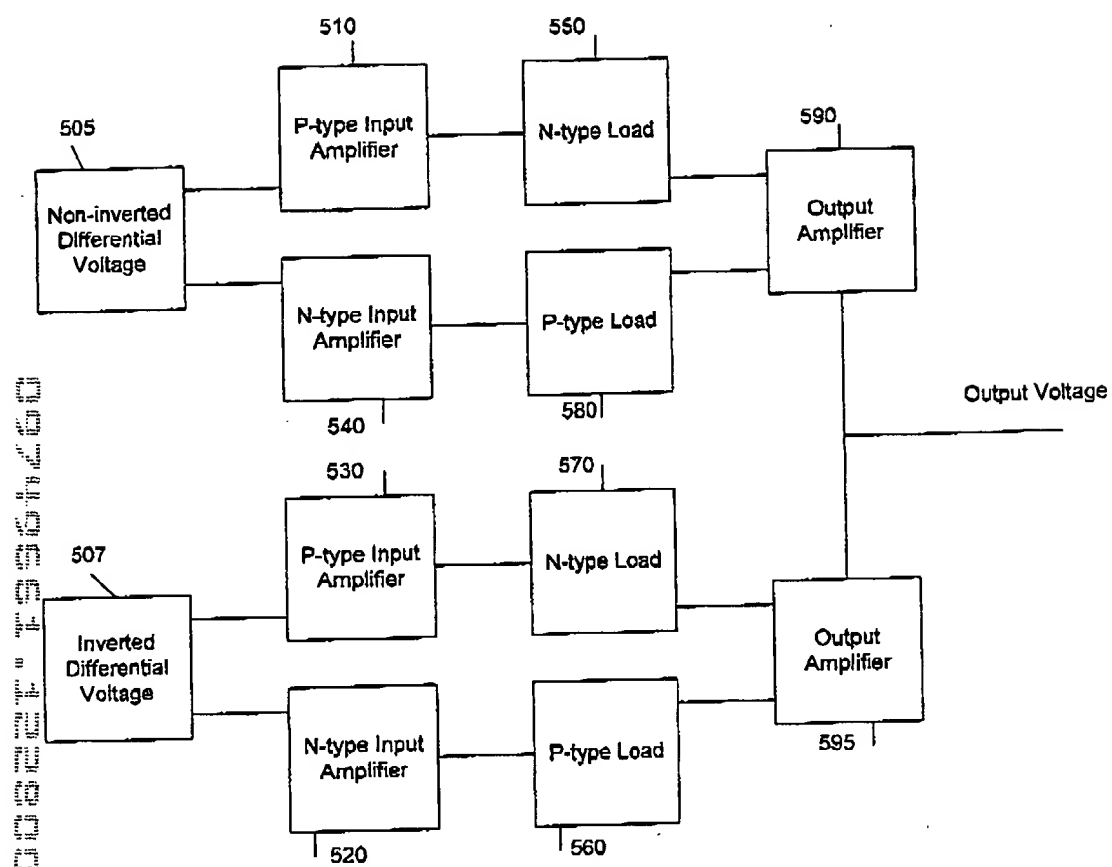 510
550
P-type Input
Amplifier
N-type Load
505
590
Non-inverted
Differential
Voltage
Output
Amplifier
N-type Input
Amplifier
P-type Load
540
580
Output Voltage
530
570
P-type Input
Amplifier
N-type Load
507
Inverted
Differential
Voltage
Output
Amplifier
N-type Input
Amplifier
P-type Load
595
520
560